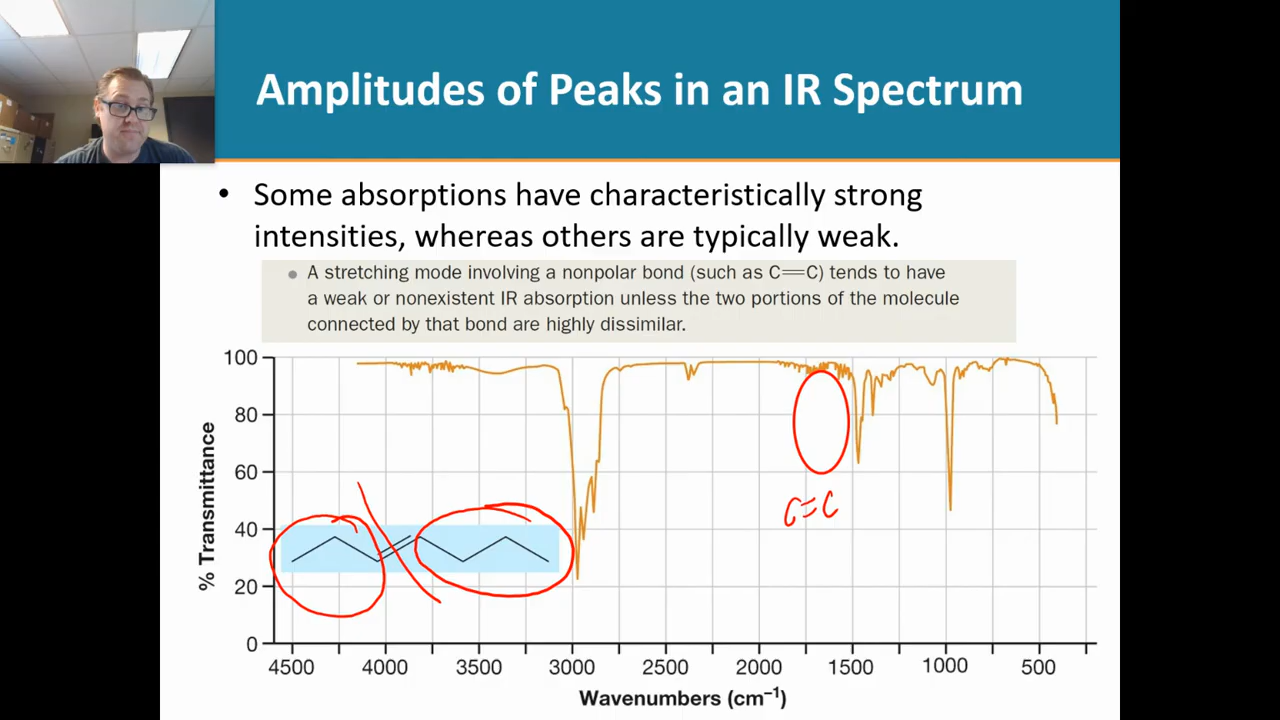 Amplitudes of Peaks in an IR Spectrum
• Some absorptions have characteristically strong
intensities, whereas others are typically weak.
• A stretching mode involving a nonpolar bond (such as C=C) tends to have
a weak or nonexistent IR absorption unless the two portions of the molecule
connected by that bond are highly dissimilar.
100
80
60
40
20
0
% Transmittance
C=C
4500 4000 3500 3000 2500 2000 1500 1000 500
Wavenumbers (cm⁻¹)